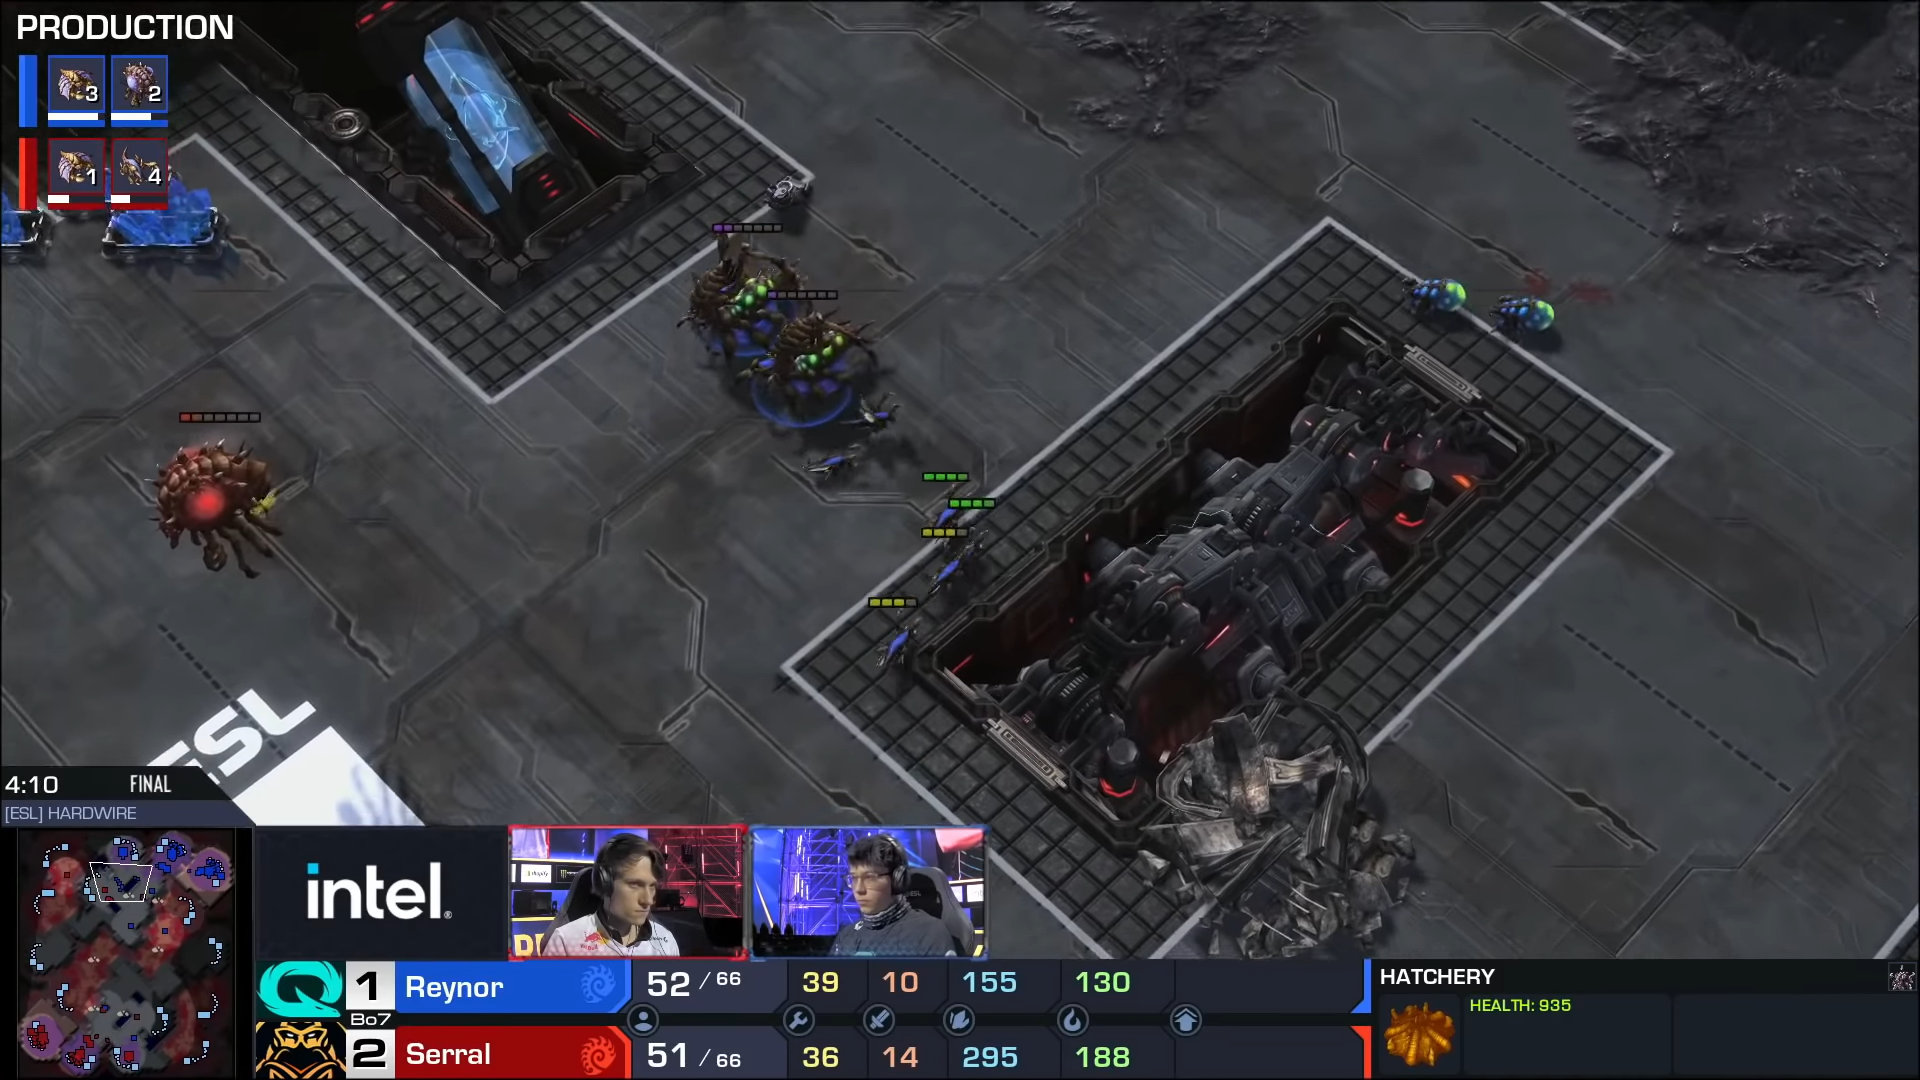 PRODUCTION
3 2
1 4
ESL
4:10 FINAL
[ESL] HARDWIRE
intel.
1 Reynor 52 / 66 39 10 155 130
Bo7
2 Serral 51 / 66 36 14 295 188
HATCHERY
HEALTH: 935